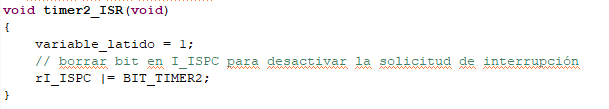 void timer2_ISR(void)
{
variable_latido = 1;
// borrar bit en I_ISPC para desactivar la solicitud de interrupción
rI_ISPC |= BIT_TIMER2;
}